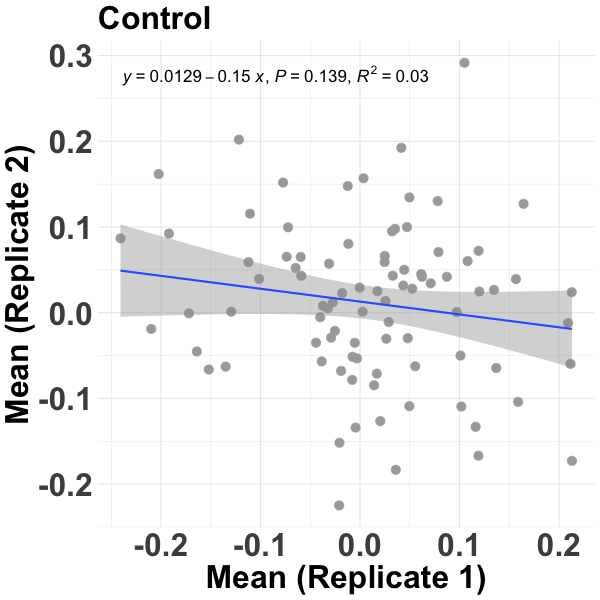 Control
y = 0.0129 – 0.15 x, P = 0.139, R² = 0.03
0.3
0.2
0.1
0.0
-0.1
-0.2
Mean (Replicate 2)
-0.2 -0.1 0.0 0.1 0.2
Mean (Replicate 1)